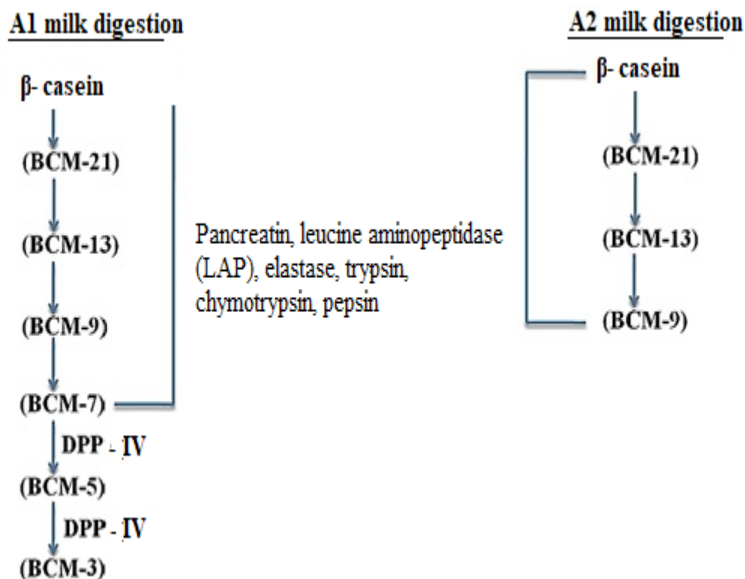 A1 milk digestion
β- casein
(BCM-21)
(BCM-13)
(BCM-9)
(BCM-7)
DPP - IV
(BCM-5)
DPP - IV
(BCM-3)
Pancreatin, leucine aminopeptidase
(LAP), elastase, trypsin,
chymotrypsin, pepsin
A2 milk digestion
β- casein
(BCM-21)
(BCM-13)
(BCM-9)